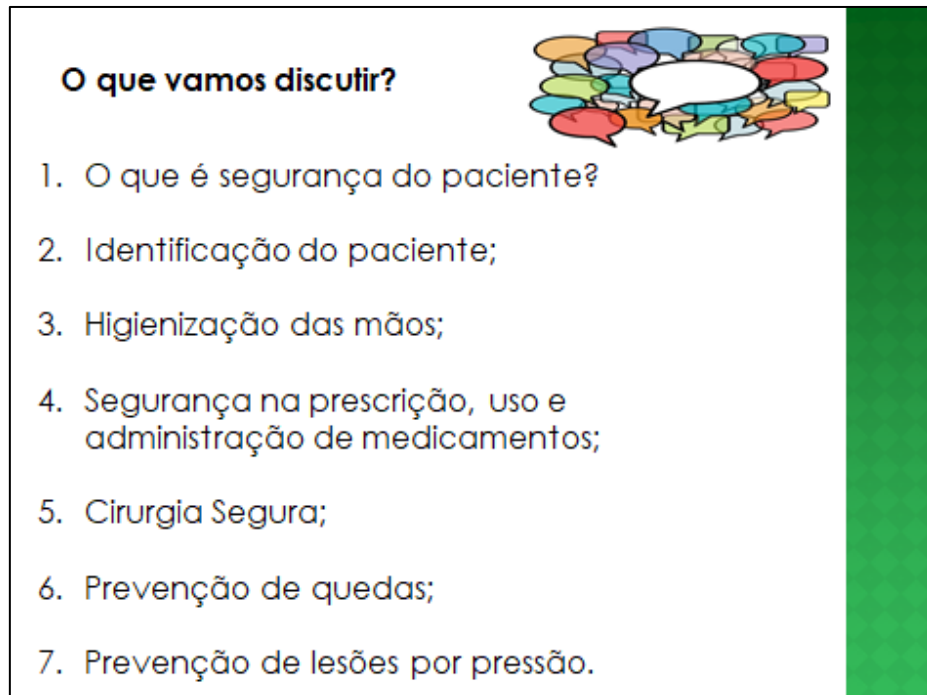 O que vamos discutir?
1. O que é segurança do paciente?
2. Identificação do paciente;
3. Higienização das mãos;
4. Segurança na prescrição, uso e
administração de medicamentos;
5. Cirurgia Segura;
6. Prevenção de quedas;
7. Prevenção de lesões por pressão.